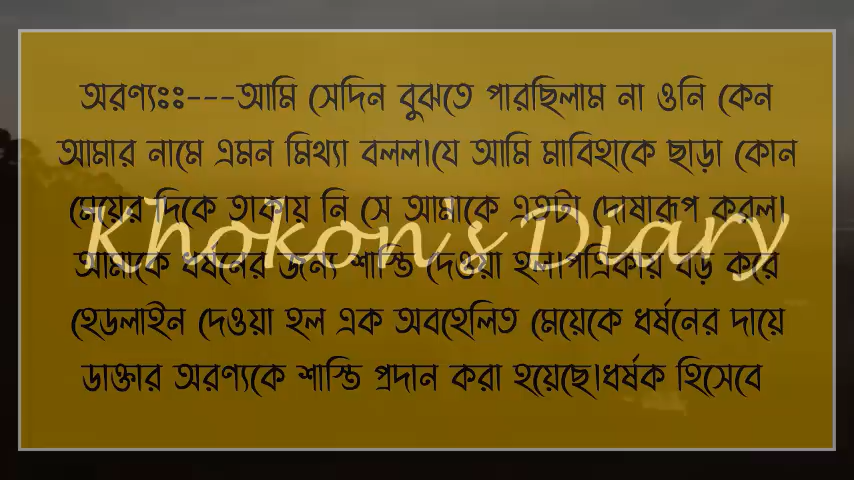 অরণ্যঃঃ---আমি সেদিন বুঝতে পারছিলাম না ওনি কেন
আমার নামে এমন মিথ্যা বলল।যে আমি মাবিহাকে ছাড়া কোন
মেয়ের দিকে তাকায় নি সে আমাকে এতটা দোষারূপ করল।
Khokon's Diary
আমাকে ধর্ষনের জন্য শাস্তি দেওয়া হল।পত্রিকায় বড় করে
হেডলাইন দেওয়া হল এক অবহেলিত মেয়েকে ধর্ষনের দায়ে
ডাক্তার অরণ্যকে শাস্তি প্রদান করা হয়েছে।ধর্ষক হিসেবে